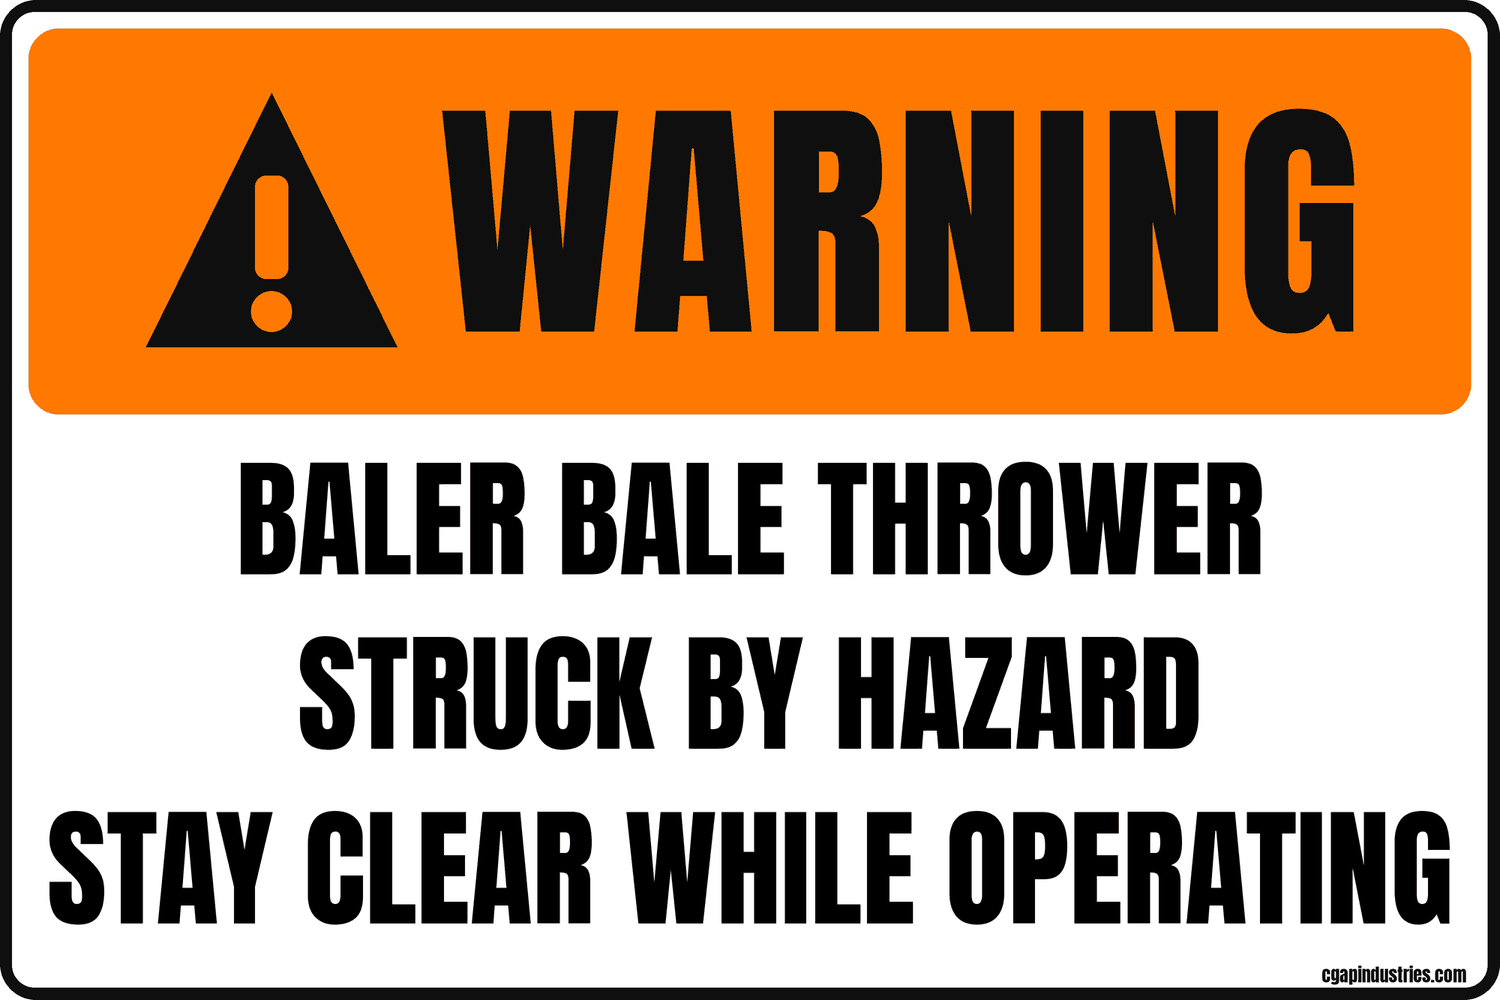 WARNING
BALER BALE THROWER
STRUCK BY HAZARD
STAY CLEAR WHILE OPERATING
cgapindustries.com